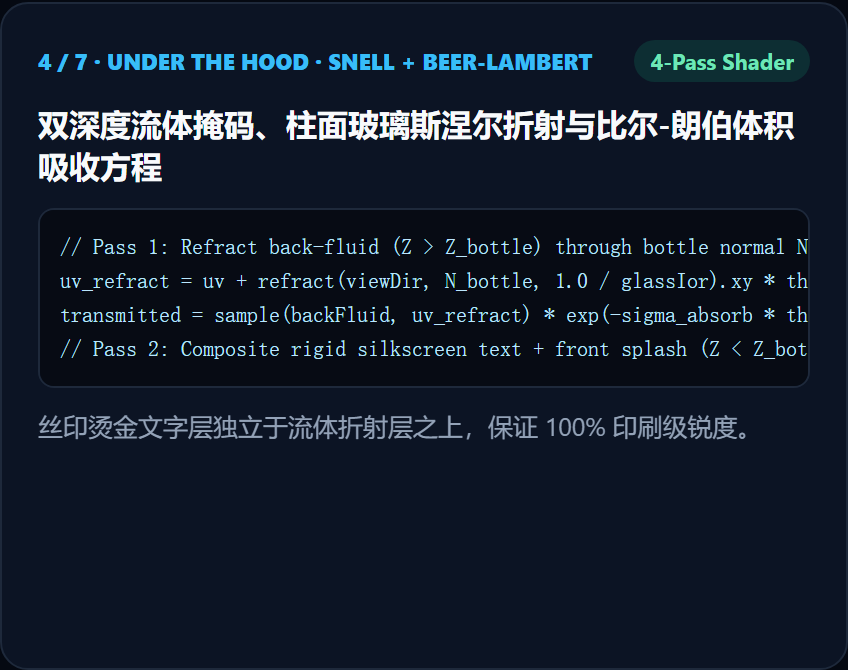 4 / 7 · UNDER THE HOOD · SNELL + BEER-LAMBERT
4-Pass Shader
双深度流体掩码、柱面玻璃斯涅尔折射与比尔-朗伯体积
吸收方程
// Pass 1: Refract back-fluid (Z > Z_bottle) through bottle normal N
uv_refract = uv + refract(viewDir, N_bottle, 1.0 / glassIor).xy * th
transmitted = sample(backFluid, uv_refract) * exp(-sigma_absorb * th
// Pass 2: Composite rigid silkscreen text + front splash (Z < Z_bot
丝印烫金文字层独立于流体折射层之上，保证 100% 印刷级锐度。